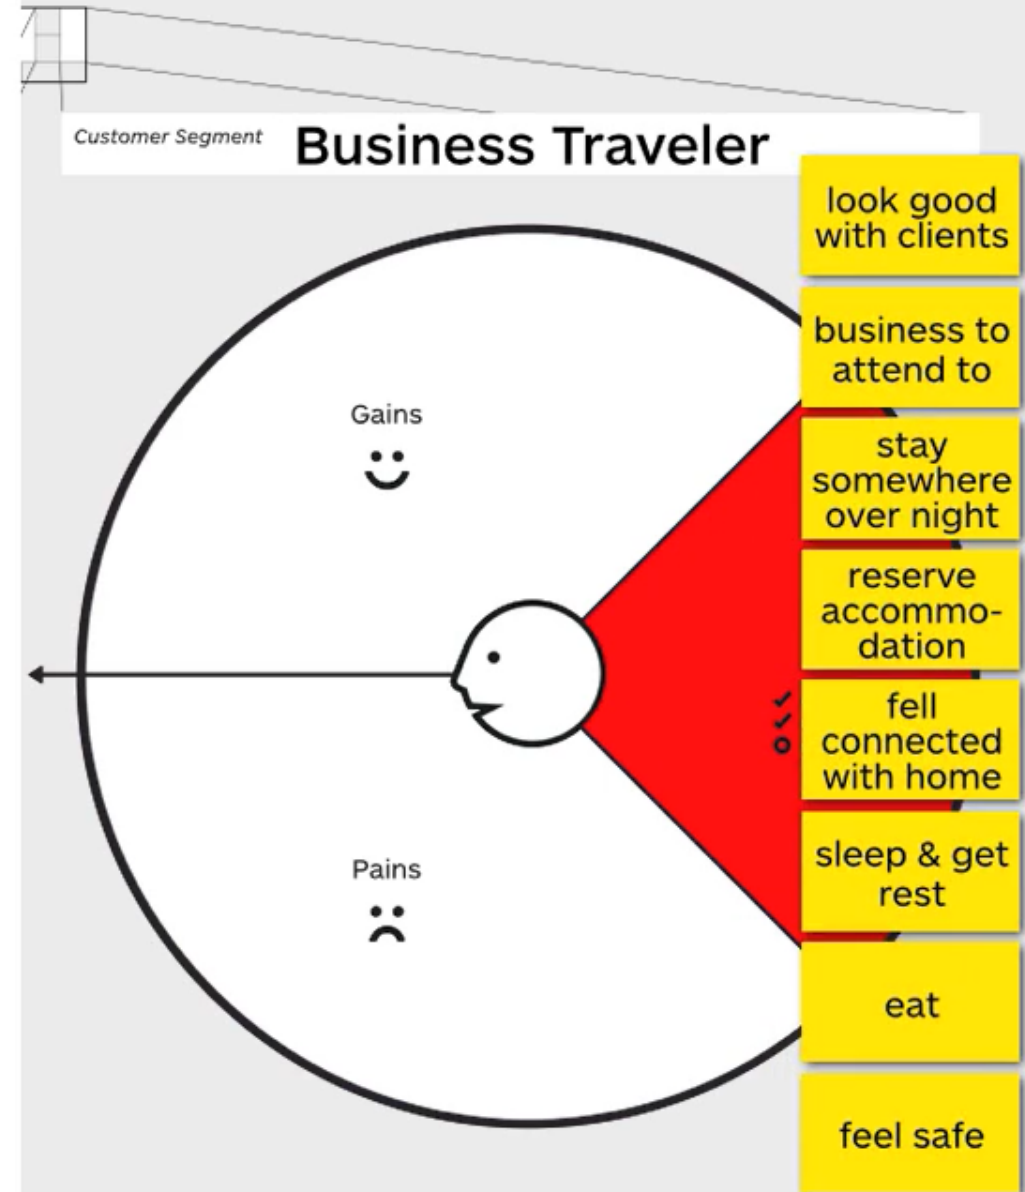 Customer Segment Business Traveler
look good
with clients
business to
attend to
Gains
stay
somewhere
over night
reserve
accommo-
dation
fell
connected
with home
Pains
sleep & get
rest
eat
feel safe